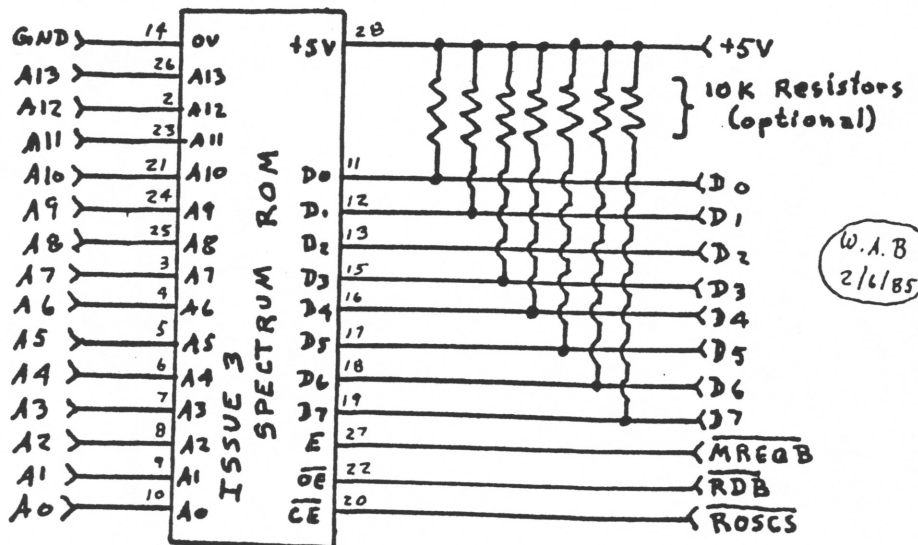 GND 14 0V +5V 28 +5V
A13 26 A13
A12 2 A12
A11 23 A11
A10 21 A10
A9 24 A9
A8 25 A8
A7 3 A7
A6 4 A6
A5 5 A5
A4 6 A4
A3 7 A3
A2 8 A2
A1 9 A1
A0 10 A0
ISSUE 3
SPECTRUM ROM
10K Resistors
(optional)
D0 11 D0
D1 12 D1
D2 13 D2
D3 15 D3
D4 16 D4
D5 17 D5
D6 18 D6
D7 19 D7
E 27 MREQB
OE 22 RDB
CE 20 ROSCS
W.A.B
2/6/85